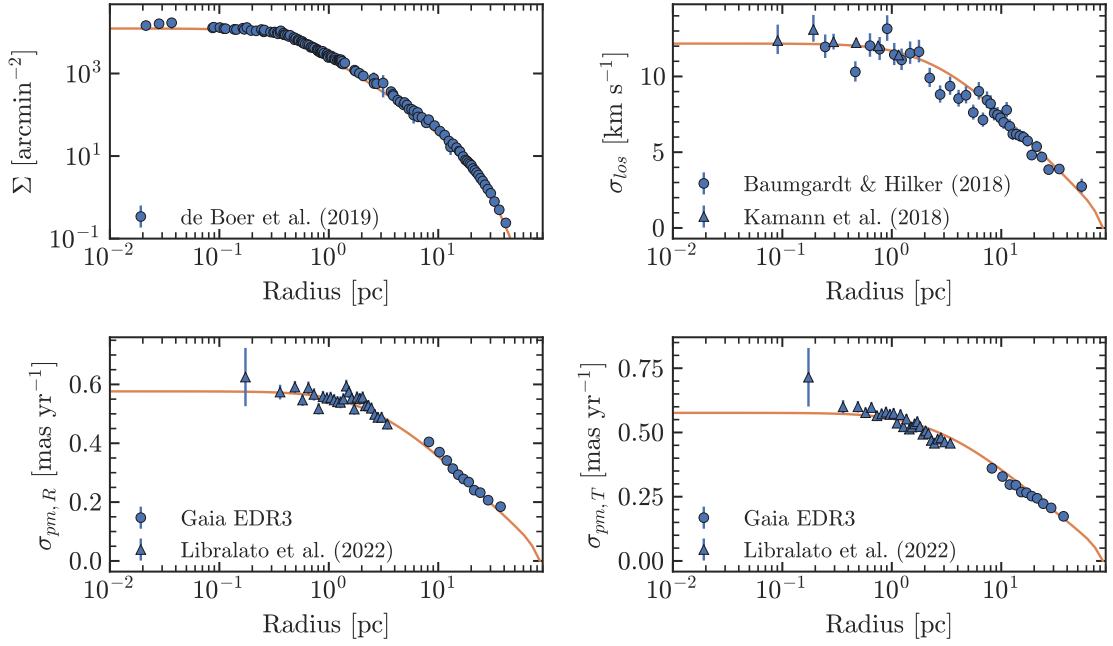 10³
10¹
10⁻¹
Σ [arcmin⁻²]
de Boer et al. (2019)
10⁻² 10⁻¹ 10⁰ 10¹
Radius [pc]
10
5
0
σ_los [km s⁻¹]
Baumgardt & Hilker (2018)
Kamann et al. (2018)
10⁻² 10⁻¹ 10⁰ 10¹
Radius [pc]
0.6
0.4
0.2
0.0
σ_pm, R [mas yr⁻¹]
Gaia EDR3
Libralato et al. (2022)
10⁻² 10⁻¹ 10⁰ 10¹
Radius [pc]
0.75
0.50
0.25
0.00
σ_pm, T [mas yr⁻¹]
Gaia EDR3
Libralato et al. (2022)
10⁻² 10⁻¹ 10⁰ 10¹
Radius [pc]